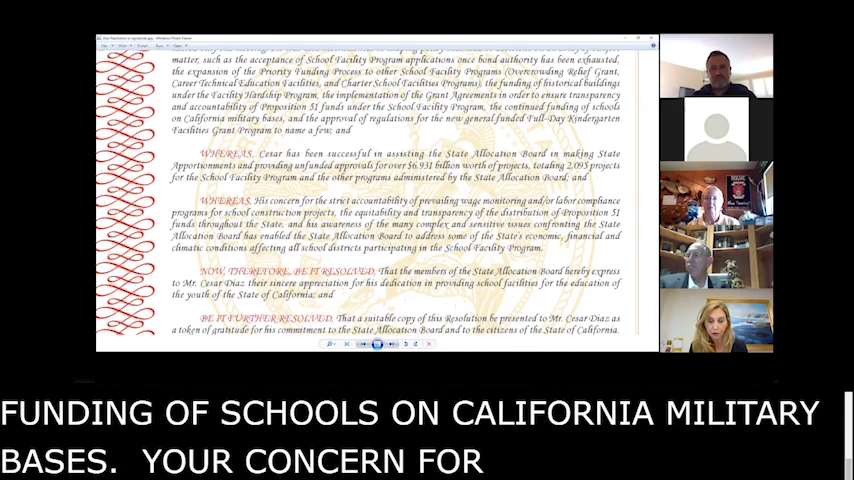 matter, such as the acceptance of School Facility Program applications once bond authority has been exhausted,
the expansion of the Priority Funding Process to other School Facility Programs (Overcrowding Relief Grant,
Career Technical Education Facilities, and Charter School Facilities Programs), the funding of historical buildings
under the Facility Hardship Program, the implementation of the Grant Agreements in order to ensure transparency
and accountability of Proposition 51 funds under the School Facility Program, the continued funding of schools
on California military bases, and the approval of regulations for the new general funded Full-Day Kindergarten
Facilities Grant Program to name a few; and
WHEREAS, Cesar has been successful in assisting the State Allocation Board in making State
Apportionments and providing unfunded approvals for over $6.931 billion worth of projects, totaling 2,093 projects
for the School Facility Program and the other programs administered by the State Allocation Board; and
WHEREAS, His concern for the strict accountability of prevailing wage monitoring and/or labor compliance
programs for school construction projects, the equitability and transparency of the distribution of Proposition 51
funds throughout the State, and his awareness of the many complex and sensitive issues confronting the State
Allocation Board has enabled the State Allocation Board to address some of the State's economic, financial and
climatic conditions affecting all school districts participating in the School Facility Program.
NOW, THEREFORE, BE IT RESOLVED, That the members of the State Allocation Board hereby express
to Mr. Cesar Diaz their sincere appreciation for his dedication in providing school facilities for the education of
the youth of the State of California; and
BE IT FURTHER RESOLVED, That a suitable copy of this Resolution be presented to Mr. Cesar Diaz as
a token of gratitude for his commitment to the State Allocation Board and to the citizens of the State of California.
FUNDING OF SCHOOLS ON CALIFORNIA MILITARY
BASES.  YOUR CONCERN FOR